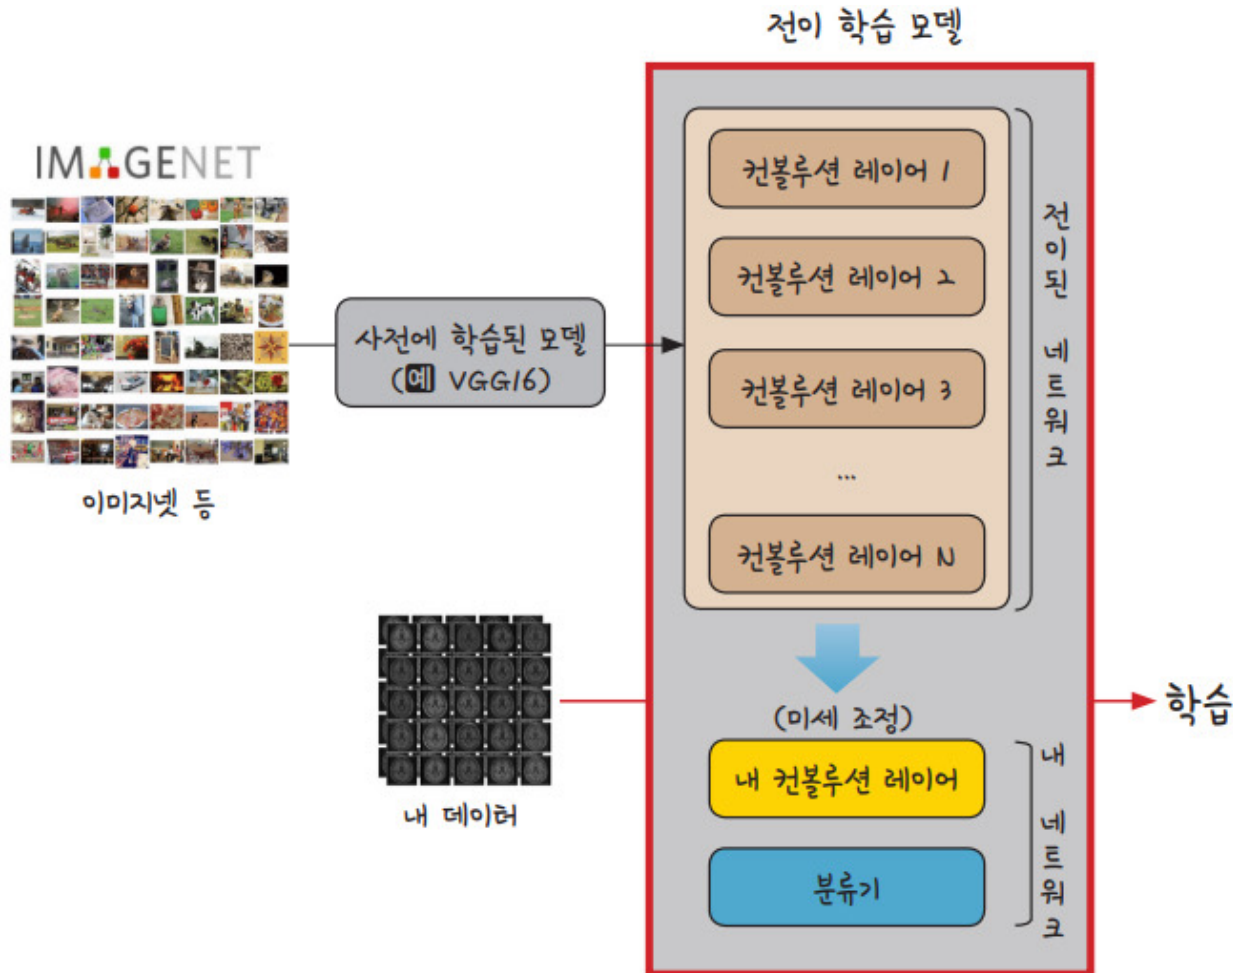 전이 학습 모델
IMAGENET
이미지넷 등
사전에 학습된 모델
(예 VGG16)
컨볼루션 레이어 1
컨볼루션 레이어 2
컨볼루션 레이어 3
...
컨볼루션 레이어 N
전이된 네트워크
내 데이터
(미세 조정)
내 컨볼루션 레이어
분류기
내 네트워크
학습